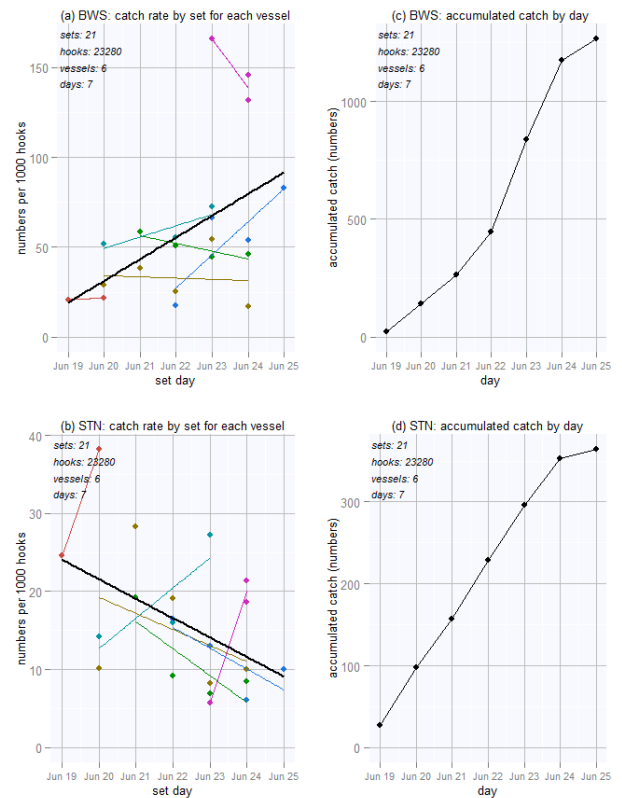 (a) BWS: catch rate by set for each vessel
sets: 21
hooks: 23280
vessels: 6
days: 7
150
100
50
0
numbers per 1000 hooks
Jun 19 Jun 20 Jun 21 Jun 22 Jun 23 Jun 24 Jun 25
set day
(c) BWS: accumulated catch by day
sets: 21
hooks: 23280
vessels: 6
days: 7
1000
500
0
accumulated catch (numbers)
Jun 19 Jun 20 Jun 21 Jun 22 Jun 23 Jun 24 Jun 25
day
(b) STN: catch rate by set for each vessel
sets: 21
hooks: 23280
vessels: 6
days: 7
40
30
20
10
0
numbers per 1000 hooks
Jun 19 Jun 20 Jun 21 Jun 22 Jun 23 Jun 24 Jun 25
set day
(d) STN: accumulated catch by day
sets: 21
hooks: 23280
vessels: 6
days: 7
300
200
100
0
accumulated catch (numbers)
Jun 19 Jun 20 Jun 21 Jun 22 Jun 23 Jun 24 Jun 25
day